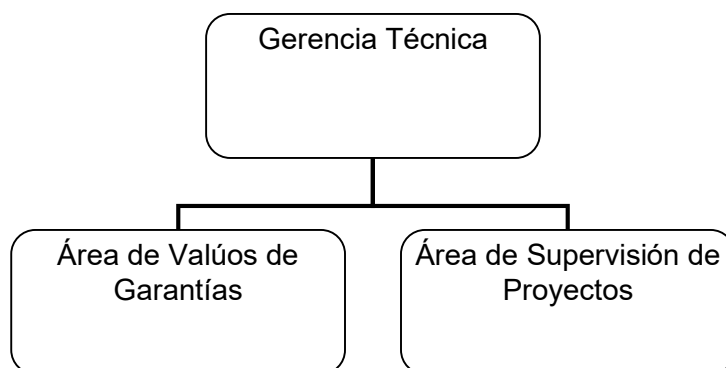 Gerencia Técnica
Área de Valúos de
Garantías
Área de Supervisión de
Proyectos